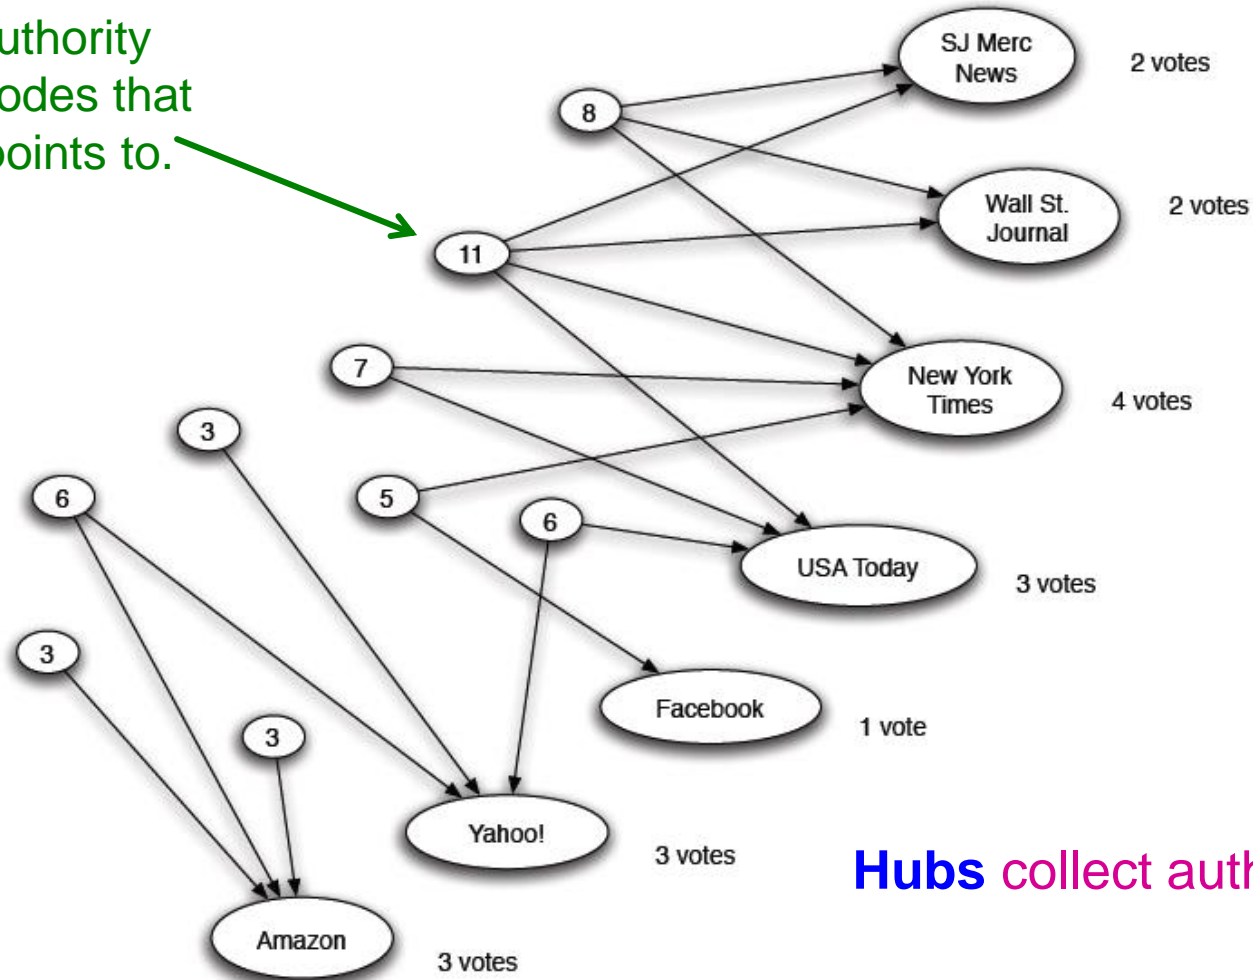 uthority
odes that
points to.
SJ Merc
News
2 votes
8
Wall St.
Journal
2 votes
11
7
New York
Times
4 votes
3
6
5
6
USA Today
3 votes
3
Facebook
1 vote
3
Yahoo!
3 votes
Hubs collect auth
Amazon
3 votes